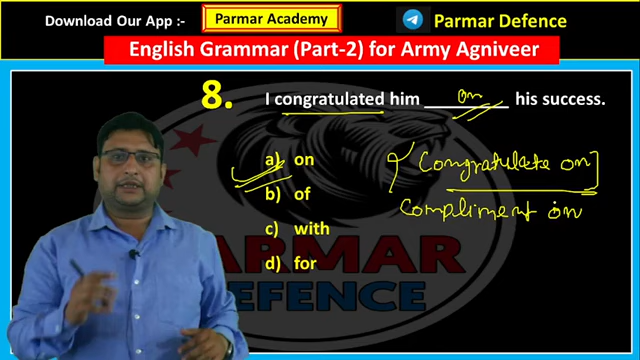 Download Our App :- Parmar Academy Parmar Defence
English Grammar (Part-2) for Army Agniveer
8. I congratulated him on his success.
a) on
b) of
c) with
d) for
Congratulate on
Compliment on
PARMAR
DEFENCE